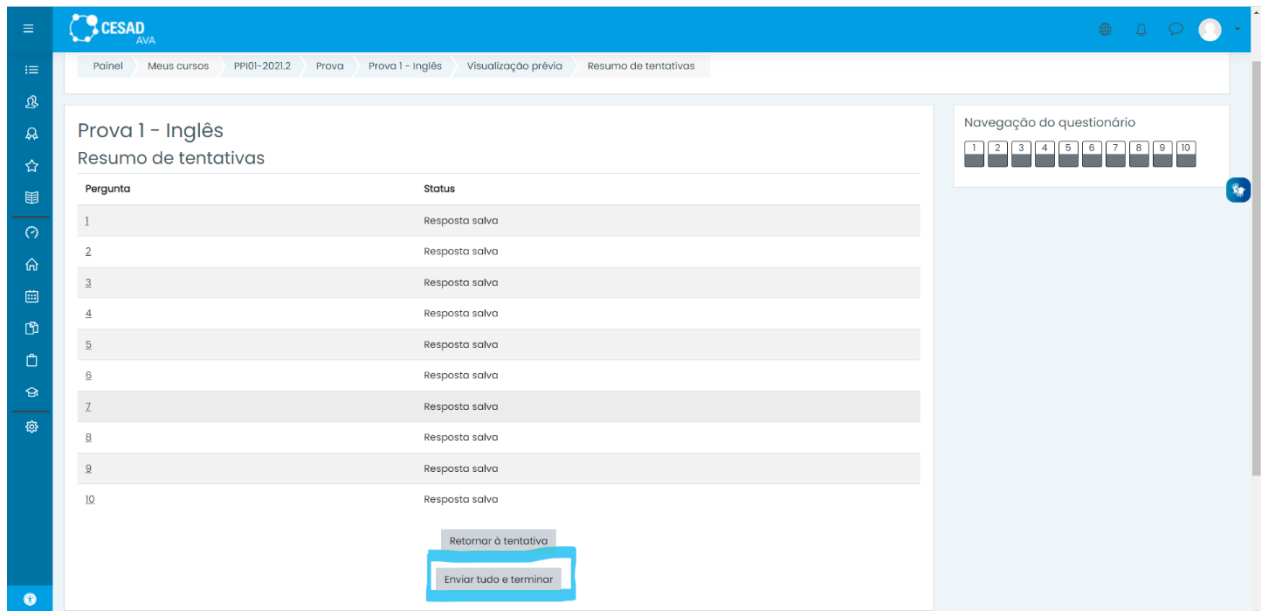 CESAD
AVA
Painel Meus cursos PPI01-2021.2 Prova Prova 1 - Inglês Visualização prévia Resumo de tentativas
Prova 1 - Inglês
Resumo de tentativas
Pergunta Status
1 Resposta salva
2 Resposta salva
3 Resposta salva
4 Resposta salva
5 Resposta salva
6 Resposta salva
7 Resposta salva
8 Resposta salva
9 Resposta salva
10 Resposta salva
Retornar à tentativa
Enviar tudo e terminar
Navegação do questionário
1 2 3 4 5 6 7 8 9 10